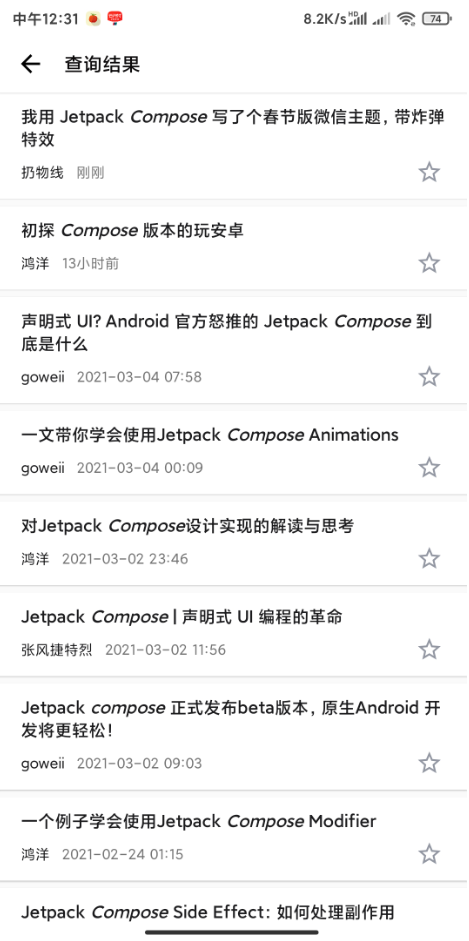 中午12:31
8.2K/s HD 74
查询结果
我用 Jetpack Compose 写了个春节版微信主题，带炸弹
特效
扔物线 刚刚
初探 Compose 版本的玩安卓
鸿洋 13小时前
声明式 UI? Android 官方怒推的 Jetpack Compose 到
底是什么
goweii 2021-03-04 07:58
一文带你学会使用Jetpack Compose Animations
goweii 2021-03-04 00:09
对Jetpack Compose设计实现的解读与思考
鸿洋 2021-03-02 23:46
Jetpack Compose | 声明式 UI 编程的革命
张风捷特烈 2021-03-02 11:56
Jetpack compose 正式发布beta版本，原生Android 开
发将更轻松！
goweii 2021-03-02 09:03
一个例子学会使用Jetpack Compose Modifier
鸿洋 2021-02-24 01:15
Jetpack Compose Side Effect：如何处理副作用